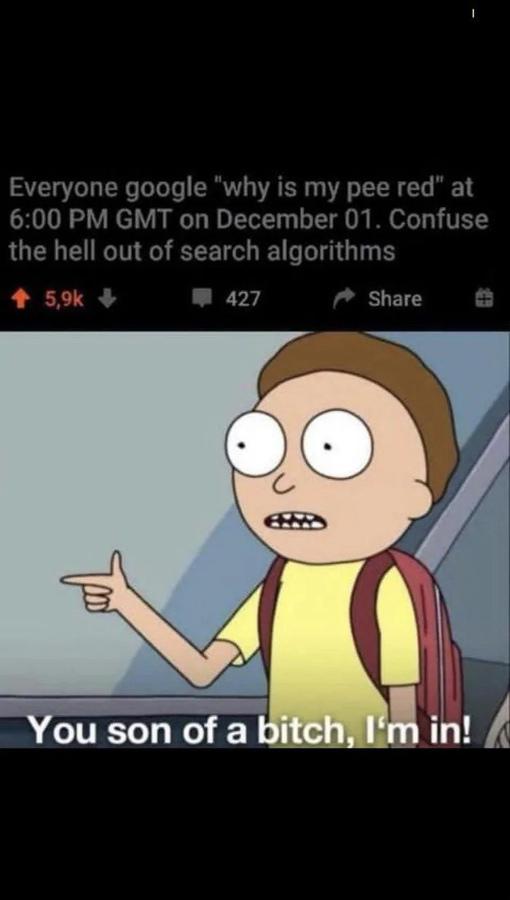 Everyone google "why is my pee red" at
6:00 PM GMT on December 01. Confuse
the hell out of search algorithms
5,9k 427 Share
You son of a bitch, I'm in!